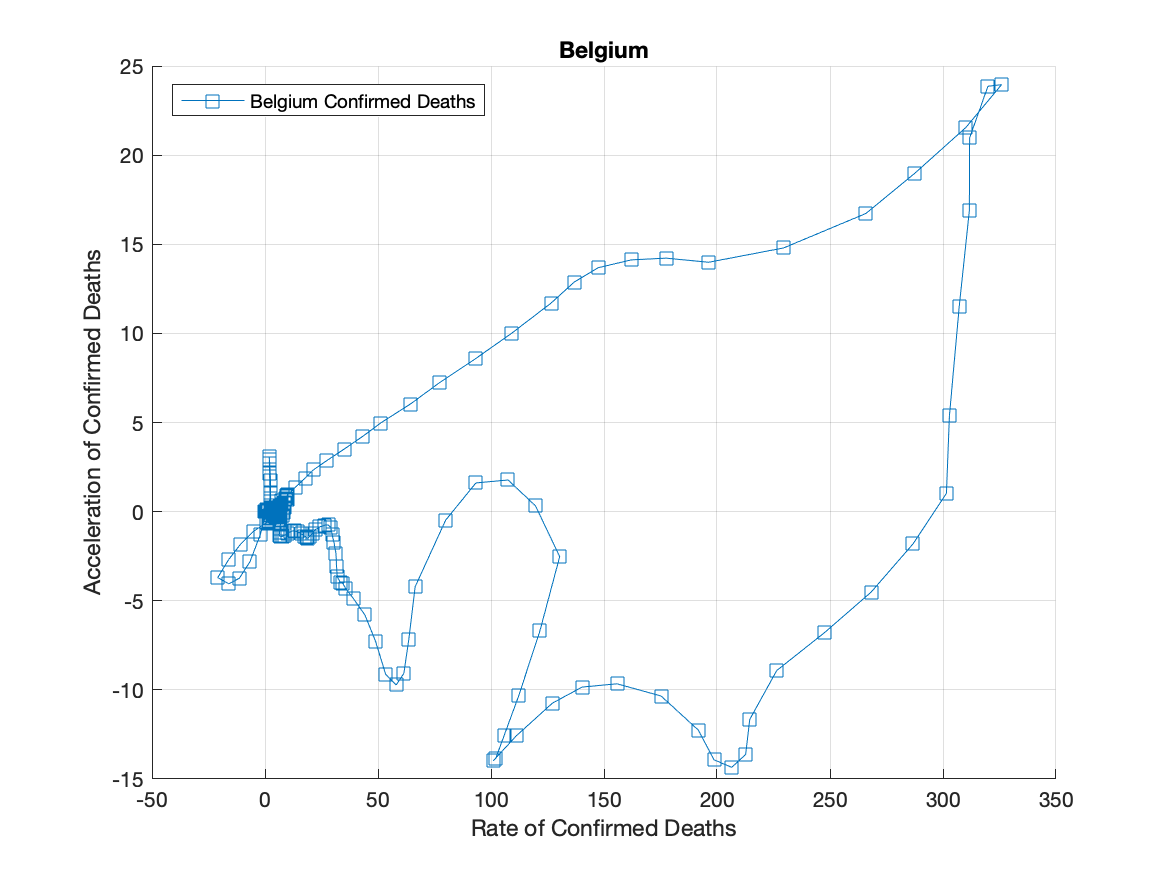 Belgium
Belgium Confirmed Deaths
25
20
15
10
5
0
-5
-10
-15
Acceleration of Confirmed Deaths
-50 0 50 100 150 200 250 300 350
Rate of Confirmed Deaths